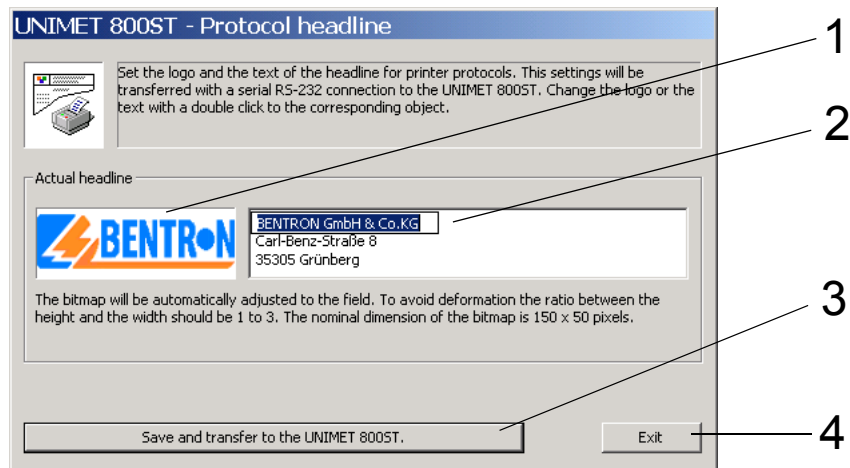 UNIMET 800ST - Protocol headline
1
Set the logo and the text of the headline for printer protocols. This settings will be
transferred with a serial RS-232 connection to the UNIMET 800ST. Change the logo or the
text with a double click to the corresponding object.
2
Actual headline
BENTRON
BENTRON GmbH & Co.KG
Carl-Benz-Straße 8
35305 Grünberg
The bitmap will be automatically adjusted to the field. To avoid deformation the ratio between the
height and the width should be 1 to 3. The nominal dimension of the bitmap is 150 x 50 pixels.
3
Save and transfer to the UNIMET 800ST.
Exit
4